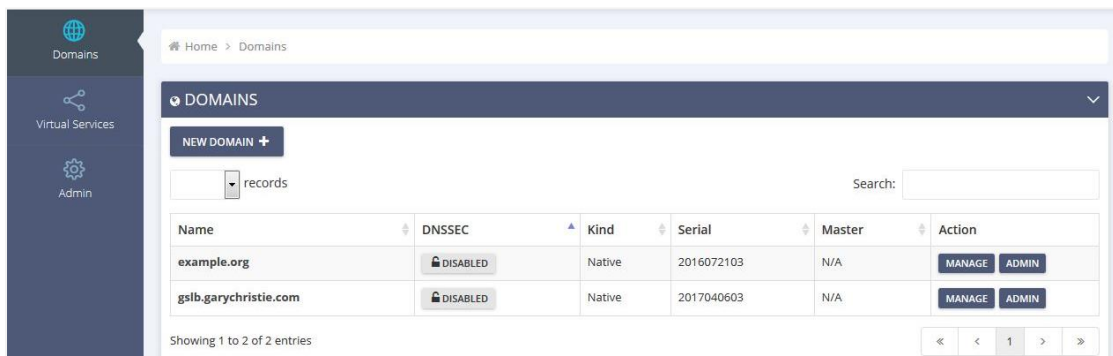 Domains
Virtual Services
Admin
Home > Domains
DOMAINS
NEW DOMAIN +
records
Search:
Name DNSSEC Kind Serial Master Action
example.org DISABLED Native 2016072103 N/A MANAGE ADMIN
gslb.garychristie.com DISABLED Native 2017040603 N/A MANAGE ADMIN
Showing 1 to 2 of 2 entries « < 1 > »